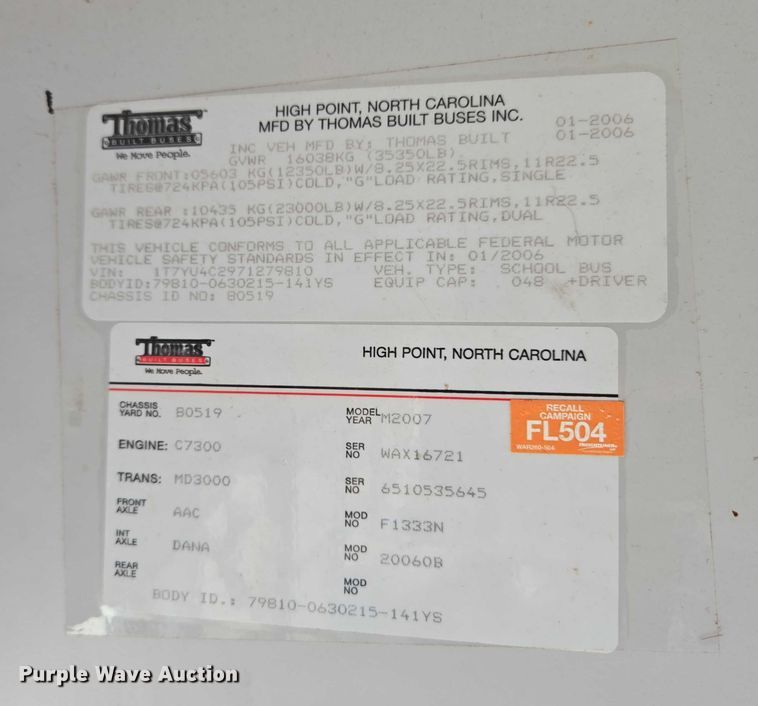 Thomas
BUILT BUSES
We Move People.
HIGH POINT, NORTH CAROLINA
MFD BY THOMAS BUILT BUSES INC.
01-2006
01-2006
INC VEH MFD BY: THOMAS BUILT
GVWR 16038KG (35350LB)
GAWR FRONT:05603 KG(12350LB)W/8.25X22.5RIMS,11R22.5
TIRES@724KPA(105PSI)COLD,"G"LOAD RATING,SINGLE
GAWR REAR :10435 KG(23000LB)W/8.25X22.5RIMS,11R22.5
TIRES@724KPA(105PSI)COLD,"G"LOAD RATING,DUAL
THIS VEHICLE CONFORMS TO ALL APPLICABLE FEDERAL MOTOR
VEHICLE SAFETY STANDARDS IN EFFECT IN: 01/2006
VIN: 1T7YU4C2971279810 VEH. TYPE: SCHOOL BUS
BODYID:79810-0630215-141YS EQUIP CAP: 048 +DRIVER
CHASSIS ID NO: 80519
Thomas
BUILT BUSES
We Move People.
HIGH POINT, NORTH CAROLINA
CHASSIS YARD NO. B0519 MODEL YEAR M2007
ENGINE: C7300 SER NO WAX16721
TRANS: MD3000 SER NO 6510535645
FRONT AXLE AAC MOD NO F1333N
INT AXLE DANA MOD NO 20060B
REAR AXLE MOD NO
BODY ID.: 79810-0630215-141YS
RECALL
CAMPAIGN
FL504
WAR260-504
FREIGHTLINER
Purple Wave Auction